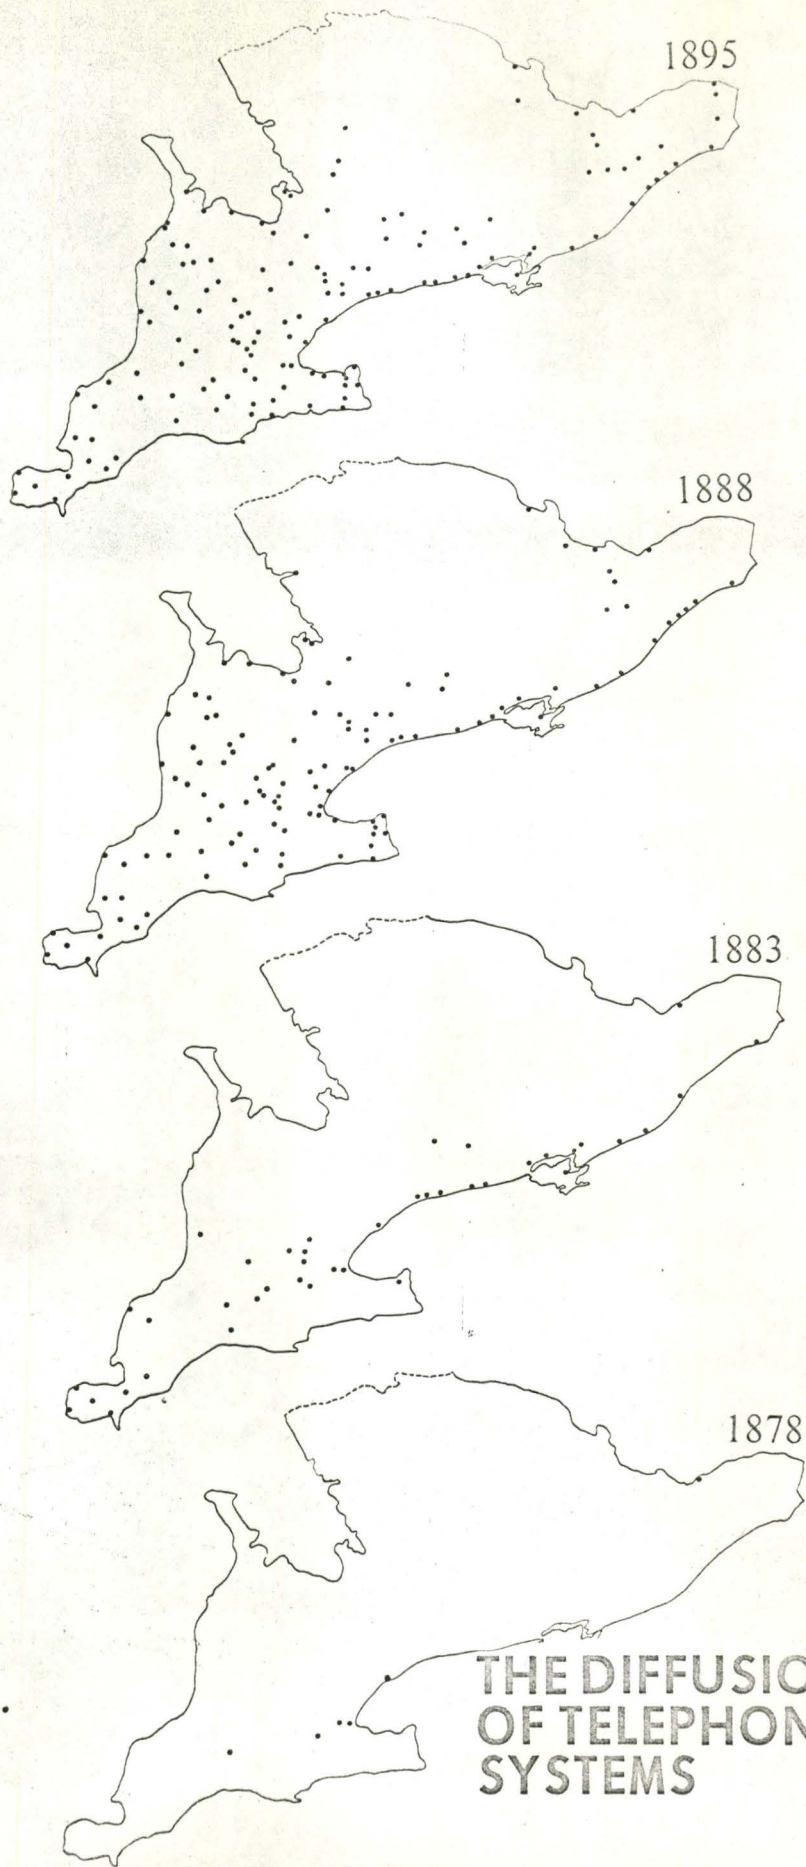 1895
1888
1883
1878
THE DIFFUSIO
OF TELEPHON
SYSTEMS